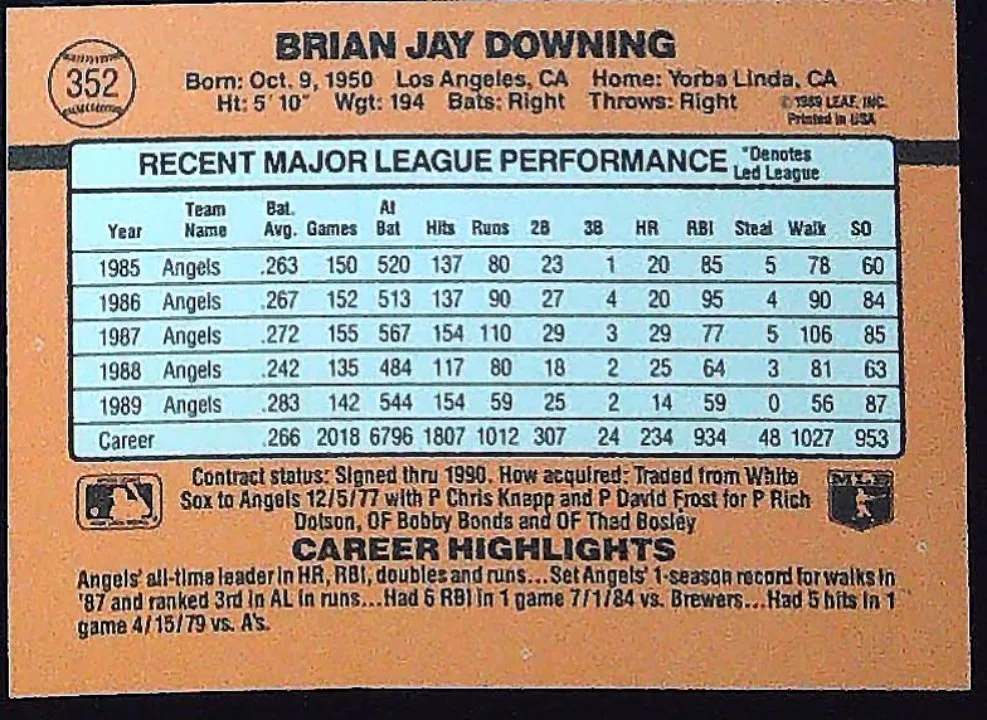 BRIAN JAY DOWNING
352
Born: Oct. 9, 1950 Los Angeles, CA Home: Yorba Linda, CA
Ht: 5'10" Wgt: 194 Bats: Right Throws: Right
© 1989 LEAF, INC.
Printed in USA
RECENT MAJOR LEAGUE PERFORMANCE *Denotes Led League
Year Team Name Bat. Avg. Games At Bat Hits Runs 2B 3B HR RBI Steal Walk SO
1985 Angels .263 150 520 137 80 23 1 20 85 5 78 60
1986 Angels .267 152 513 137 90 27 4 20 95 4 90 84
1987 Angels .272 155 567 154 110 29 3 29 77 5 106 85
1988 Angels .242 135 484 117 80 18 2 25 64 3 81 63
1989 Angels .283 142 544 154 59 25 2 14 59 0 56 87
Career .266 2018 6796 1807 1012 307 24 234 934 48 1027 953
Contract status: Signed thru 1990. How acquired: Traded from White
Sox to Angels 12/5/77 with P Chris Knapp and P David Frost for P Rich
Dotson, OF Bobby Bonds and OF Thad Bosley
CAREER HIGHLIGHTS
Angels' all-time leader in HR, RBI, doubles and runs...Set Angels' 1-season record for walks in
'87 and ranked 3rd in AL in runs...Had 6 RBI in 1 game 7/1/84 vs. Brewers...Had 5 hits in 1
game 4/15/79 vs. A's.